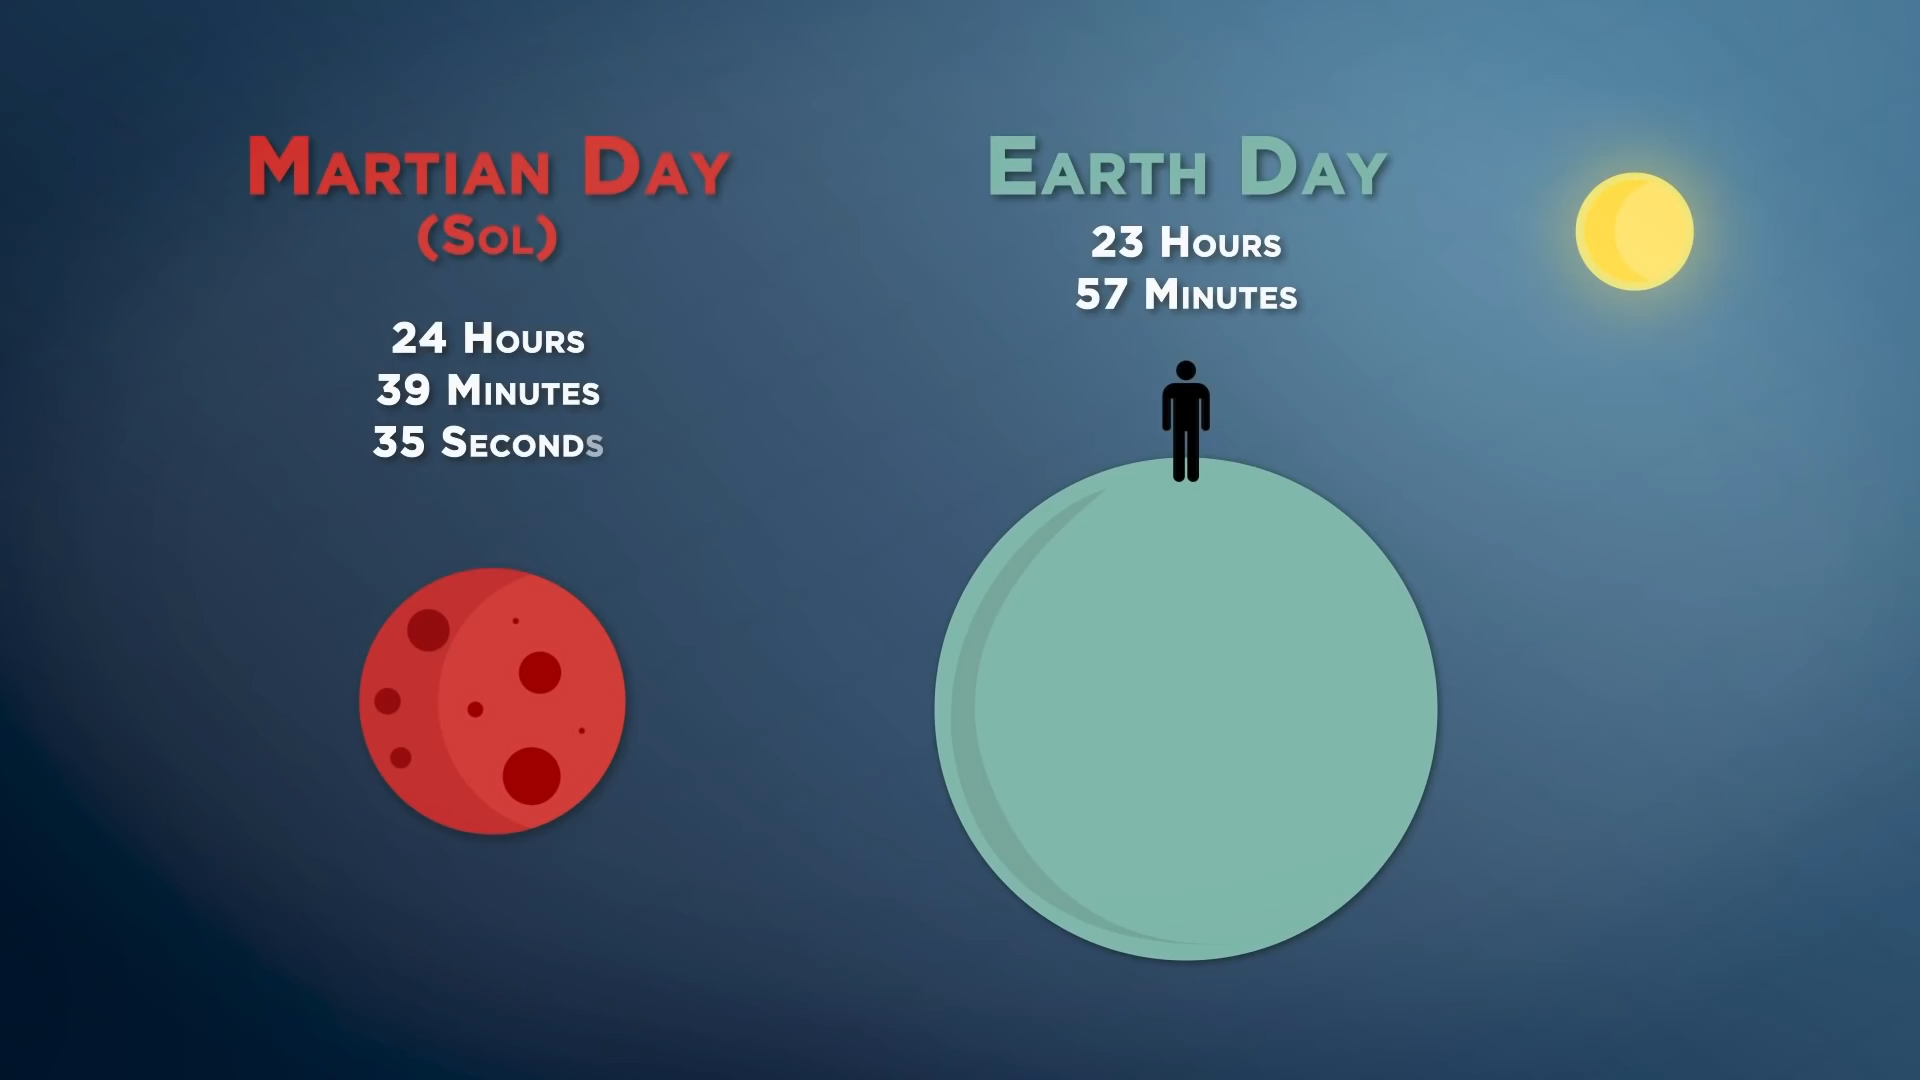 Martian Day
(Sol)
24 Hours
39 Minutes
35 Seconds
Earth Day
23 Hours
57 Minutes